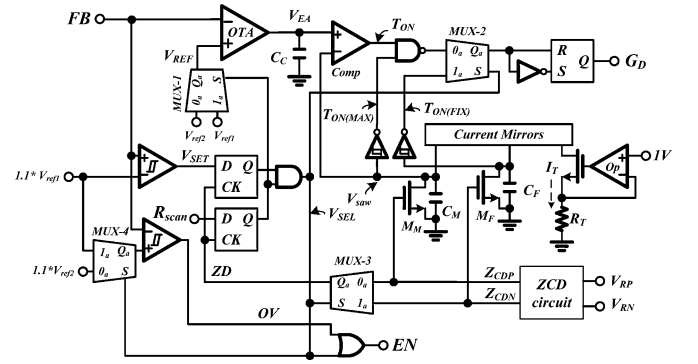 FB
V_EA
T_ON
MUX-2
OTA
V_REF
C_C
Comp
0_a Q_a
1_a S
R
S Q
G_D
MUX-1
Q_a S
0_a 1_a
V_ref2 V_ref1
T_ON(MAX)
T_ON(FIX)
Current Mirrors
I_T
Op
1V
V_SET
1.1* V_ref1
D Q
CK
V_saw
M_M
C_M
M_F
C_F
R_T
R_scan
D
CK
V_SEL
MUX-4
1_a Q_a
0_a S
1.1*V_ref2
ZD
MUX-3
Q_a 0_a
S 1_a
Z_CDP
Z_CDN
ZCD
circuit
V_RP
V_RN
OV
EN